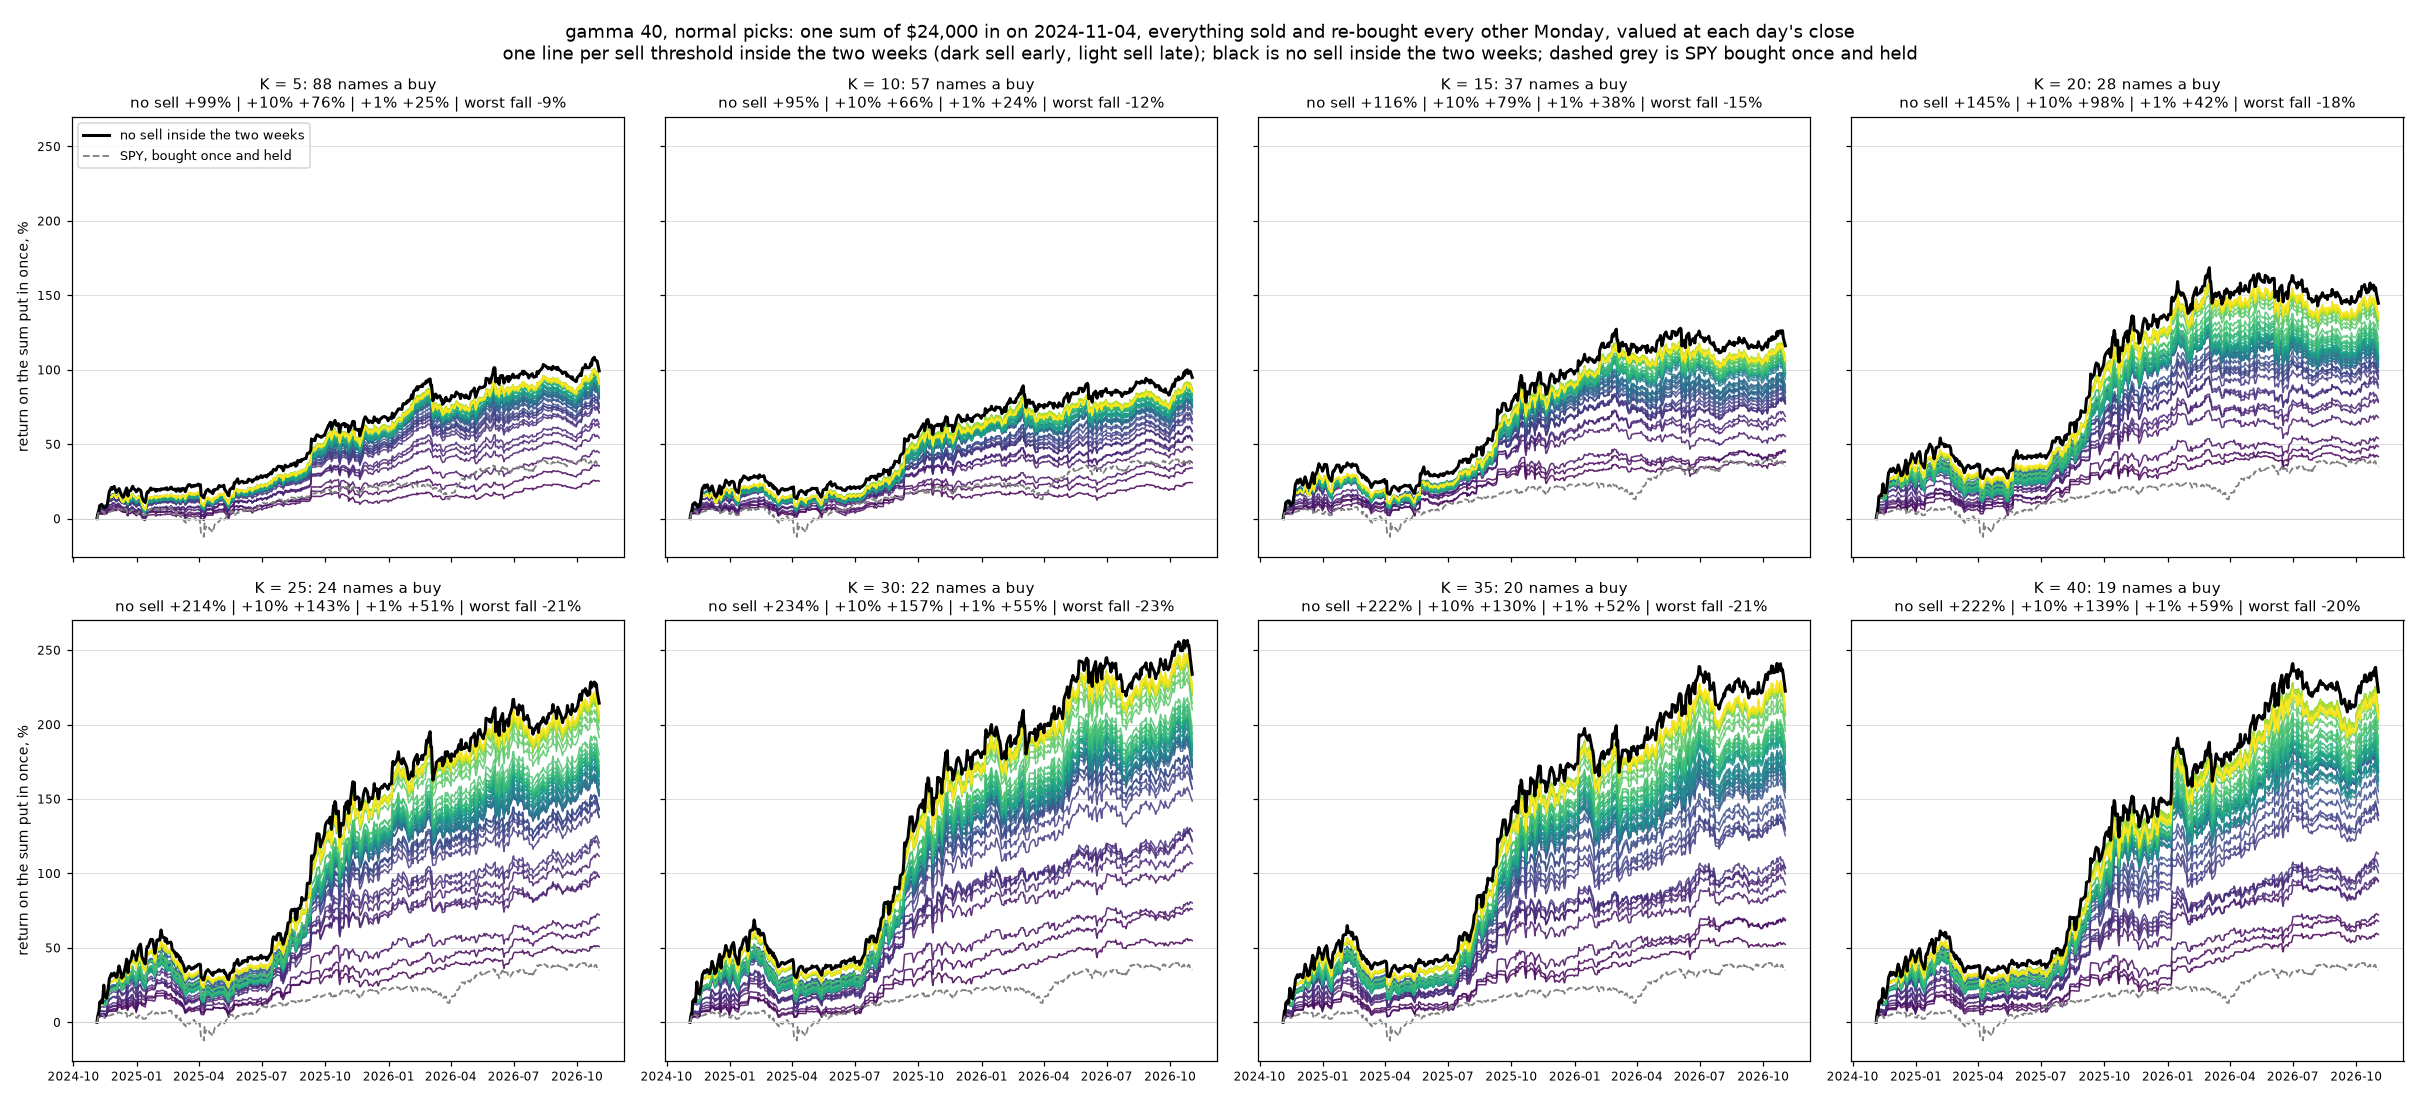 gamma 40, normal picks: one sum of $24,000 in on 2024-11-04, everything sold and re-bought every other Monday, valued at each day's close
one line per sell threshold inside the two weeks (dark sell early, light sell late); black is no sell inside the two weeks; dashed grey is SPY bought once and held
K = 5: 88 names a buy
no sell +99% | +10% +76% | +1% +25% | worst fall -9%
K = 10: 57 names a buy
no sell +95% | +10% +66% | +1% +24% | worst fall -12%
K = 15: 37 names a buy
no sell +116% | +10% +79% | +1% +38% | worst fall -15%
K = 20: 28 names a buy
no sell +145% | +10% +98% | +1% +42% | worst fall -18%
no sell inside the two weeks
SPY, bought once and held
return on the sum put in once, %
250
200
150
100
50
0
K = 25: 24 names a buy
no sell +214% | +10% +143% | +1% +51% | worst fall -21%
K = 30: 22 names a buy
no sell +234% | +10% +157% | +1% +55% | worst fall -23%
K = 35: 20 names a buy
no sell +222% | +10% +130% | +1% +52% | worst fall -21%
K = 40: 19 names a buy
no sell +222% | +10% +139% | +1% +59% | worst fall -20%
return on the sum put in once, %
250
200
150
100
50
0
2024-10 2025-01 2025-04 2025-07 2025-10 2026-01 2026-04 2026-07 2026-10
2024-10 2025-01 2025-04 2025-07 2025-10 2026-01 2026-04 2026-07 2026-10
2024-10 2025-01 2025-04 2025-07 2025-10 2026-01 2026-04 2026-07 2026-10
2024-10 2025-01 2025-04 2025-07 2025-10 2026-01 2026-04 2026-07 2026-10